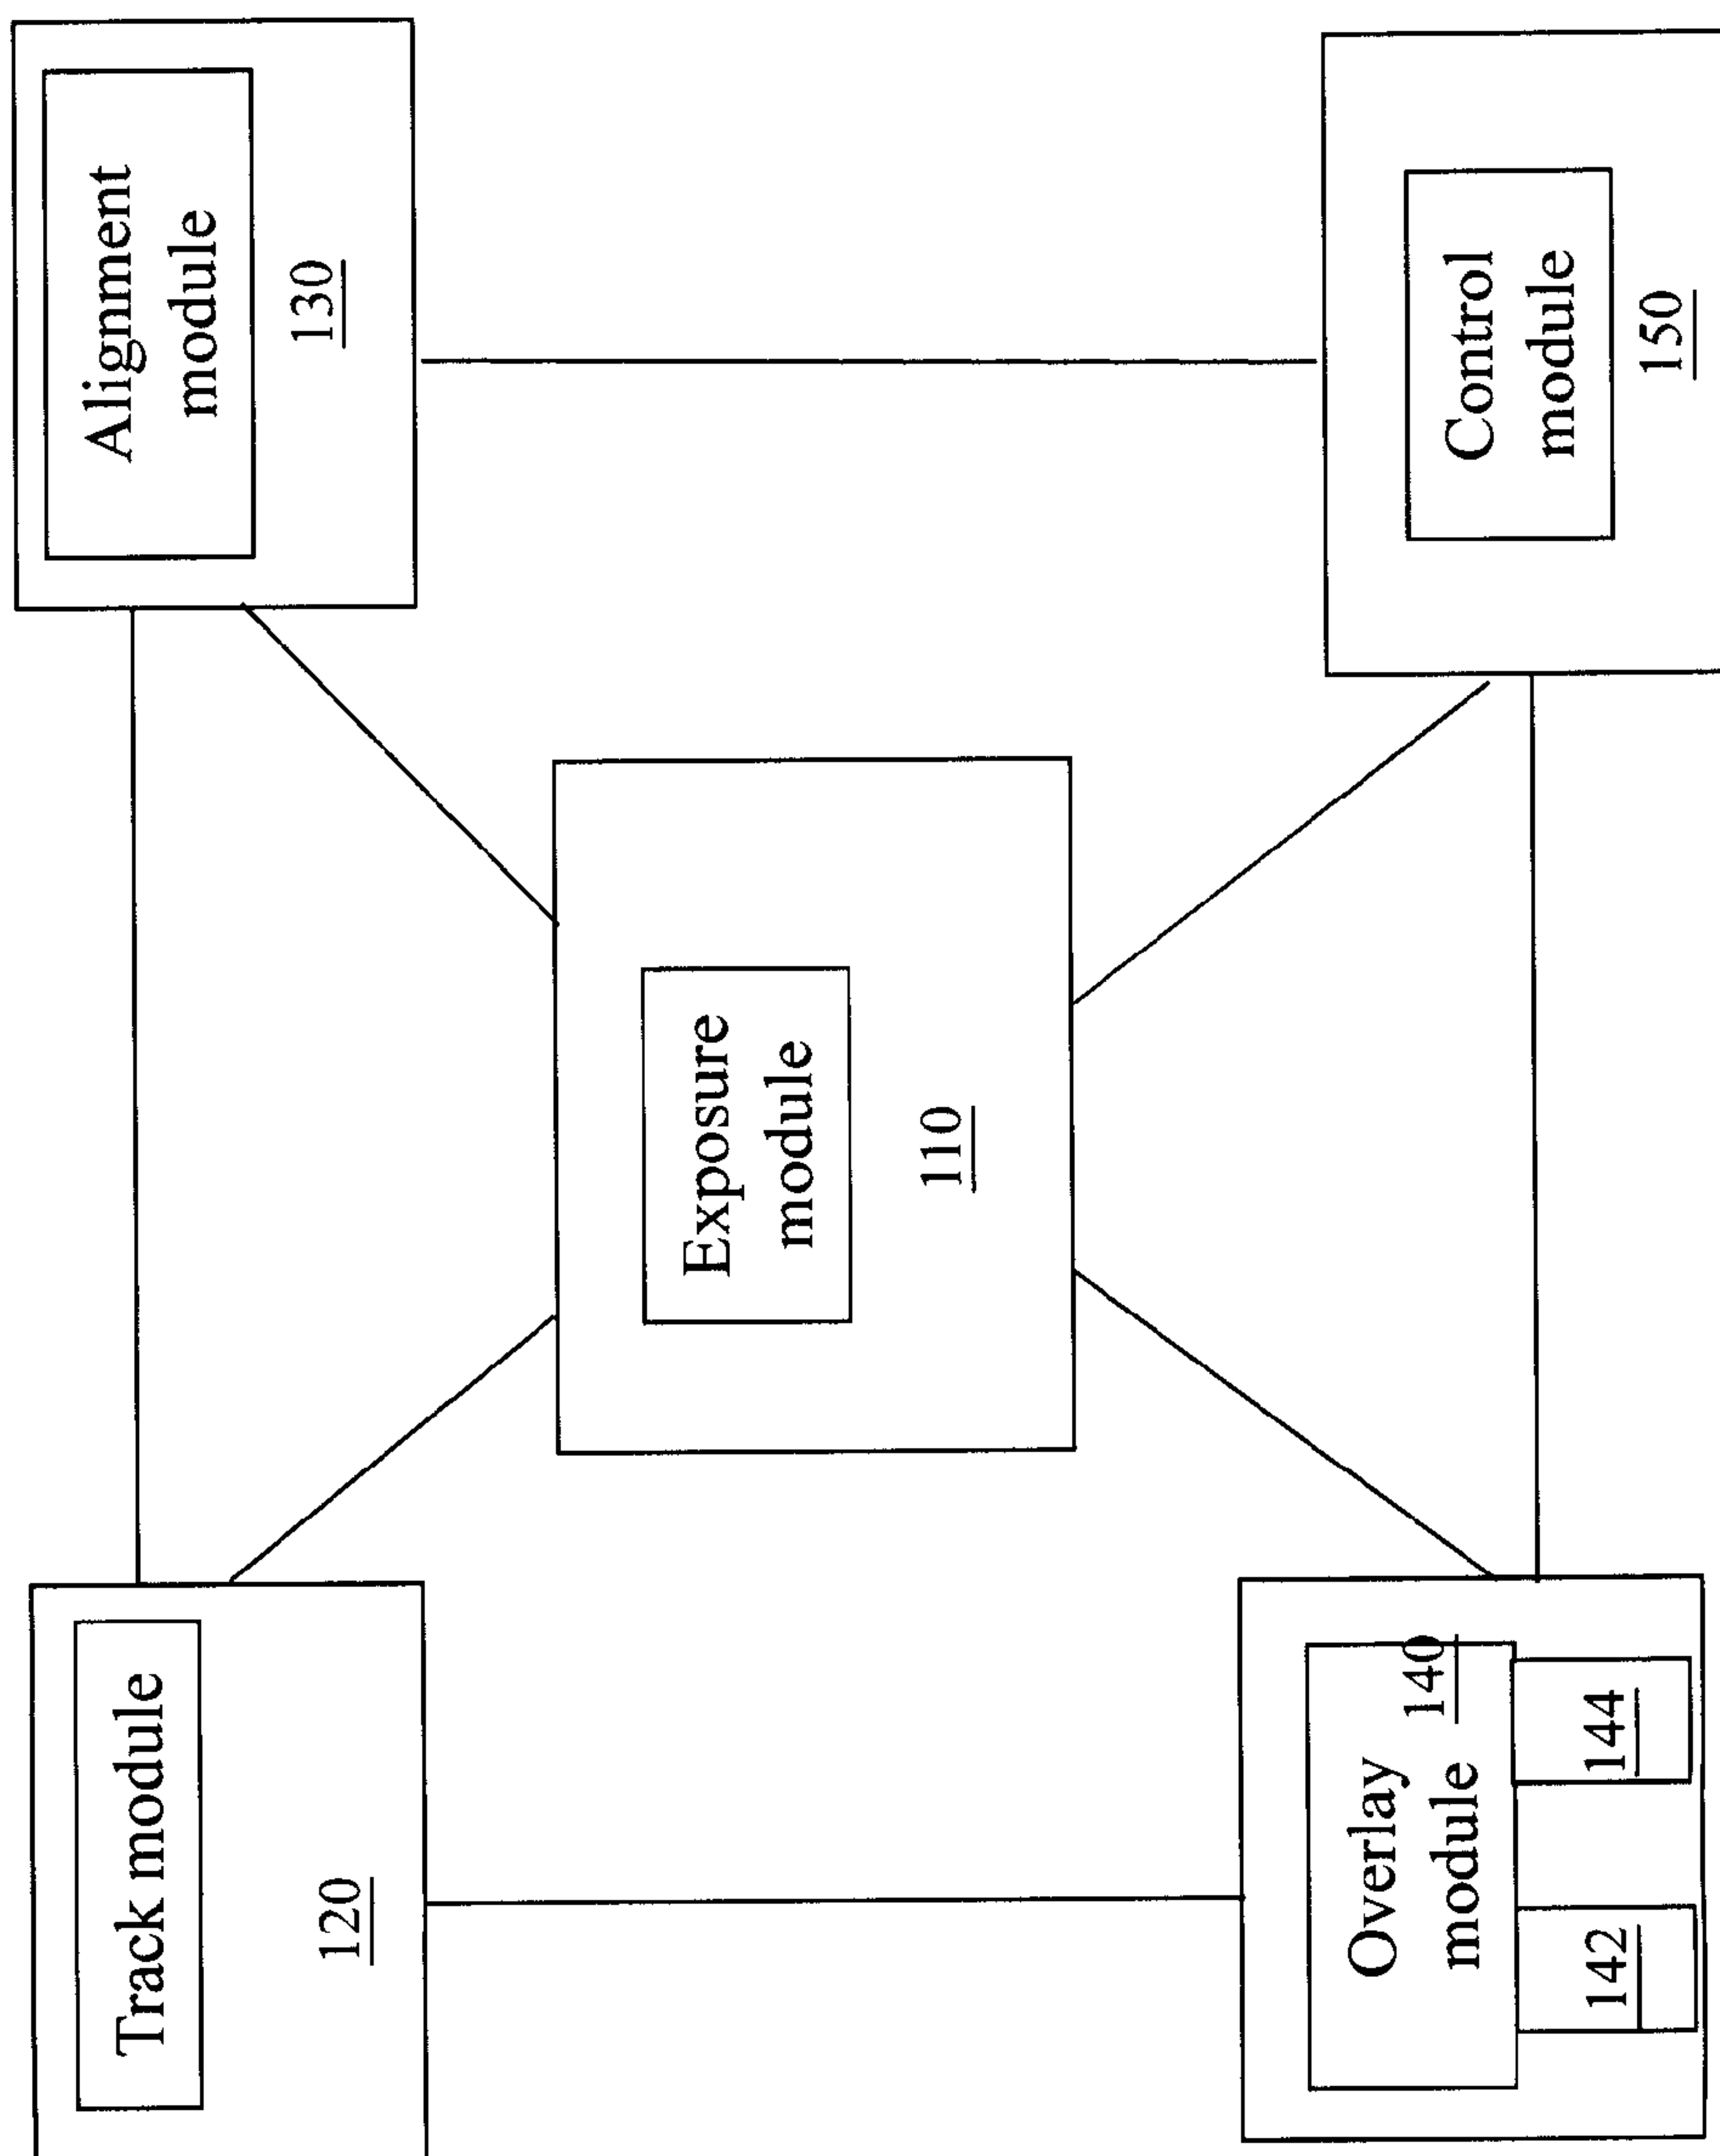 Track module
120
Alignment
module
130
Exposure
module
110
Overlay
module
140
142
144
Control
module
150